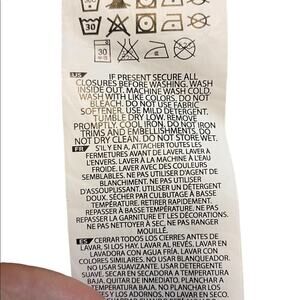 30
30
US IF PRESENT SECURE ALL
CLOSURES BEFORE WASHING. WASH
INSIDE OUT. MACHINE WASH COLD.
WASH WITH LIKE COLORS. DO NOT
BLEACH. DO NOT USE FABRIC
SOFTENER. USE MILD DETERGENT.
TUMBLE DRY LOW. REMOVE
PROMPTLY. COOL IRON. DO NOT IRON
TRIMS AND EMBELLISHMENTS. DO
NOT DRY CLEAN. DO NOT STORE WET.
FR S'IL Y EN A, ATTACHER TOUTES LES
FERMETURES AVANT DE LAVER. LAVER À
L'ENVERS. LAVER À LA MACHINE À L'EAU
FROIDE. LAVER AVEC DES COULEURS
SEMBLABLES. NE PAS UTILISER D'AGENT DE
BLANCHIMENT. NE PAS UTILISER
D'ASSOUPLISSANT. UTILISER UN DÉTERGENT
DOUX. SÉCHER PAR CULBUTAGE À BASSE
TEMPÉRATURE. RETIRER RAPIDEMENT.
REPASSER À BASSE TEMPÉRATURE. NE PAS
REPASSER LA GARNITURE ET LES DÉCORATIONS.
NE PAS NETTOYER À SEC. NE PAS RANGER
MOUILLÉ.
ES CERRAR TODOS LOS CIERRES ANTES DE
LAVAR, SI LOS HAY. LAVAR AL REVÉS. LAVAR EN
LAVADORA CON AGUA FRÍA. LAVAR CON
COLORES SIMILARES. NO USAR BLANQUEADOR.
NO USAR SUAVIZANTE. USAR DETERGENTE
SUAVE. SECAR EN SECADORA A TEMPERATURA
BAJA. QUITAR DE INMEDIATO. PLANCHAR A
TEMPERATURA BAJA. NO PLANCHAR LOS
RIBETES Y LOS ADORNOS. NO LAVAR EN